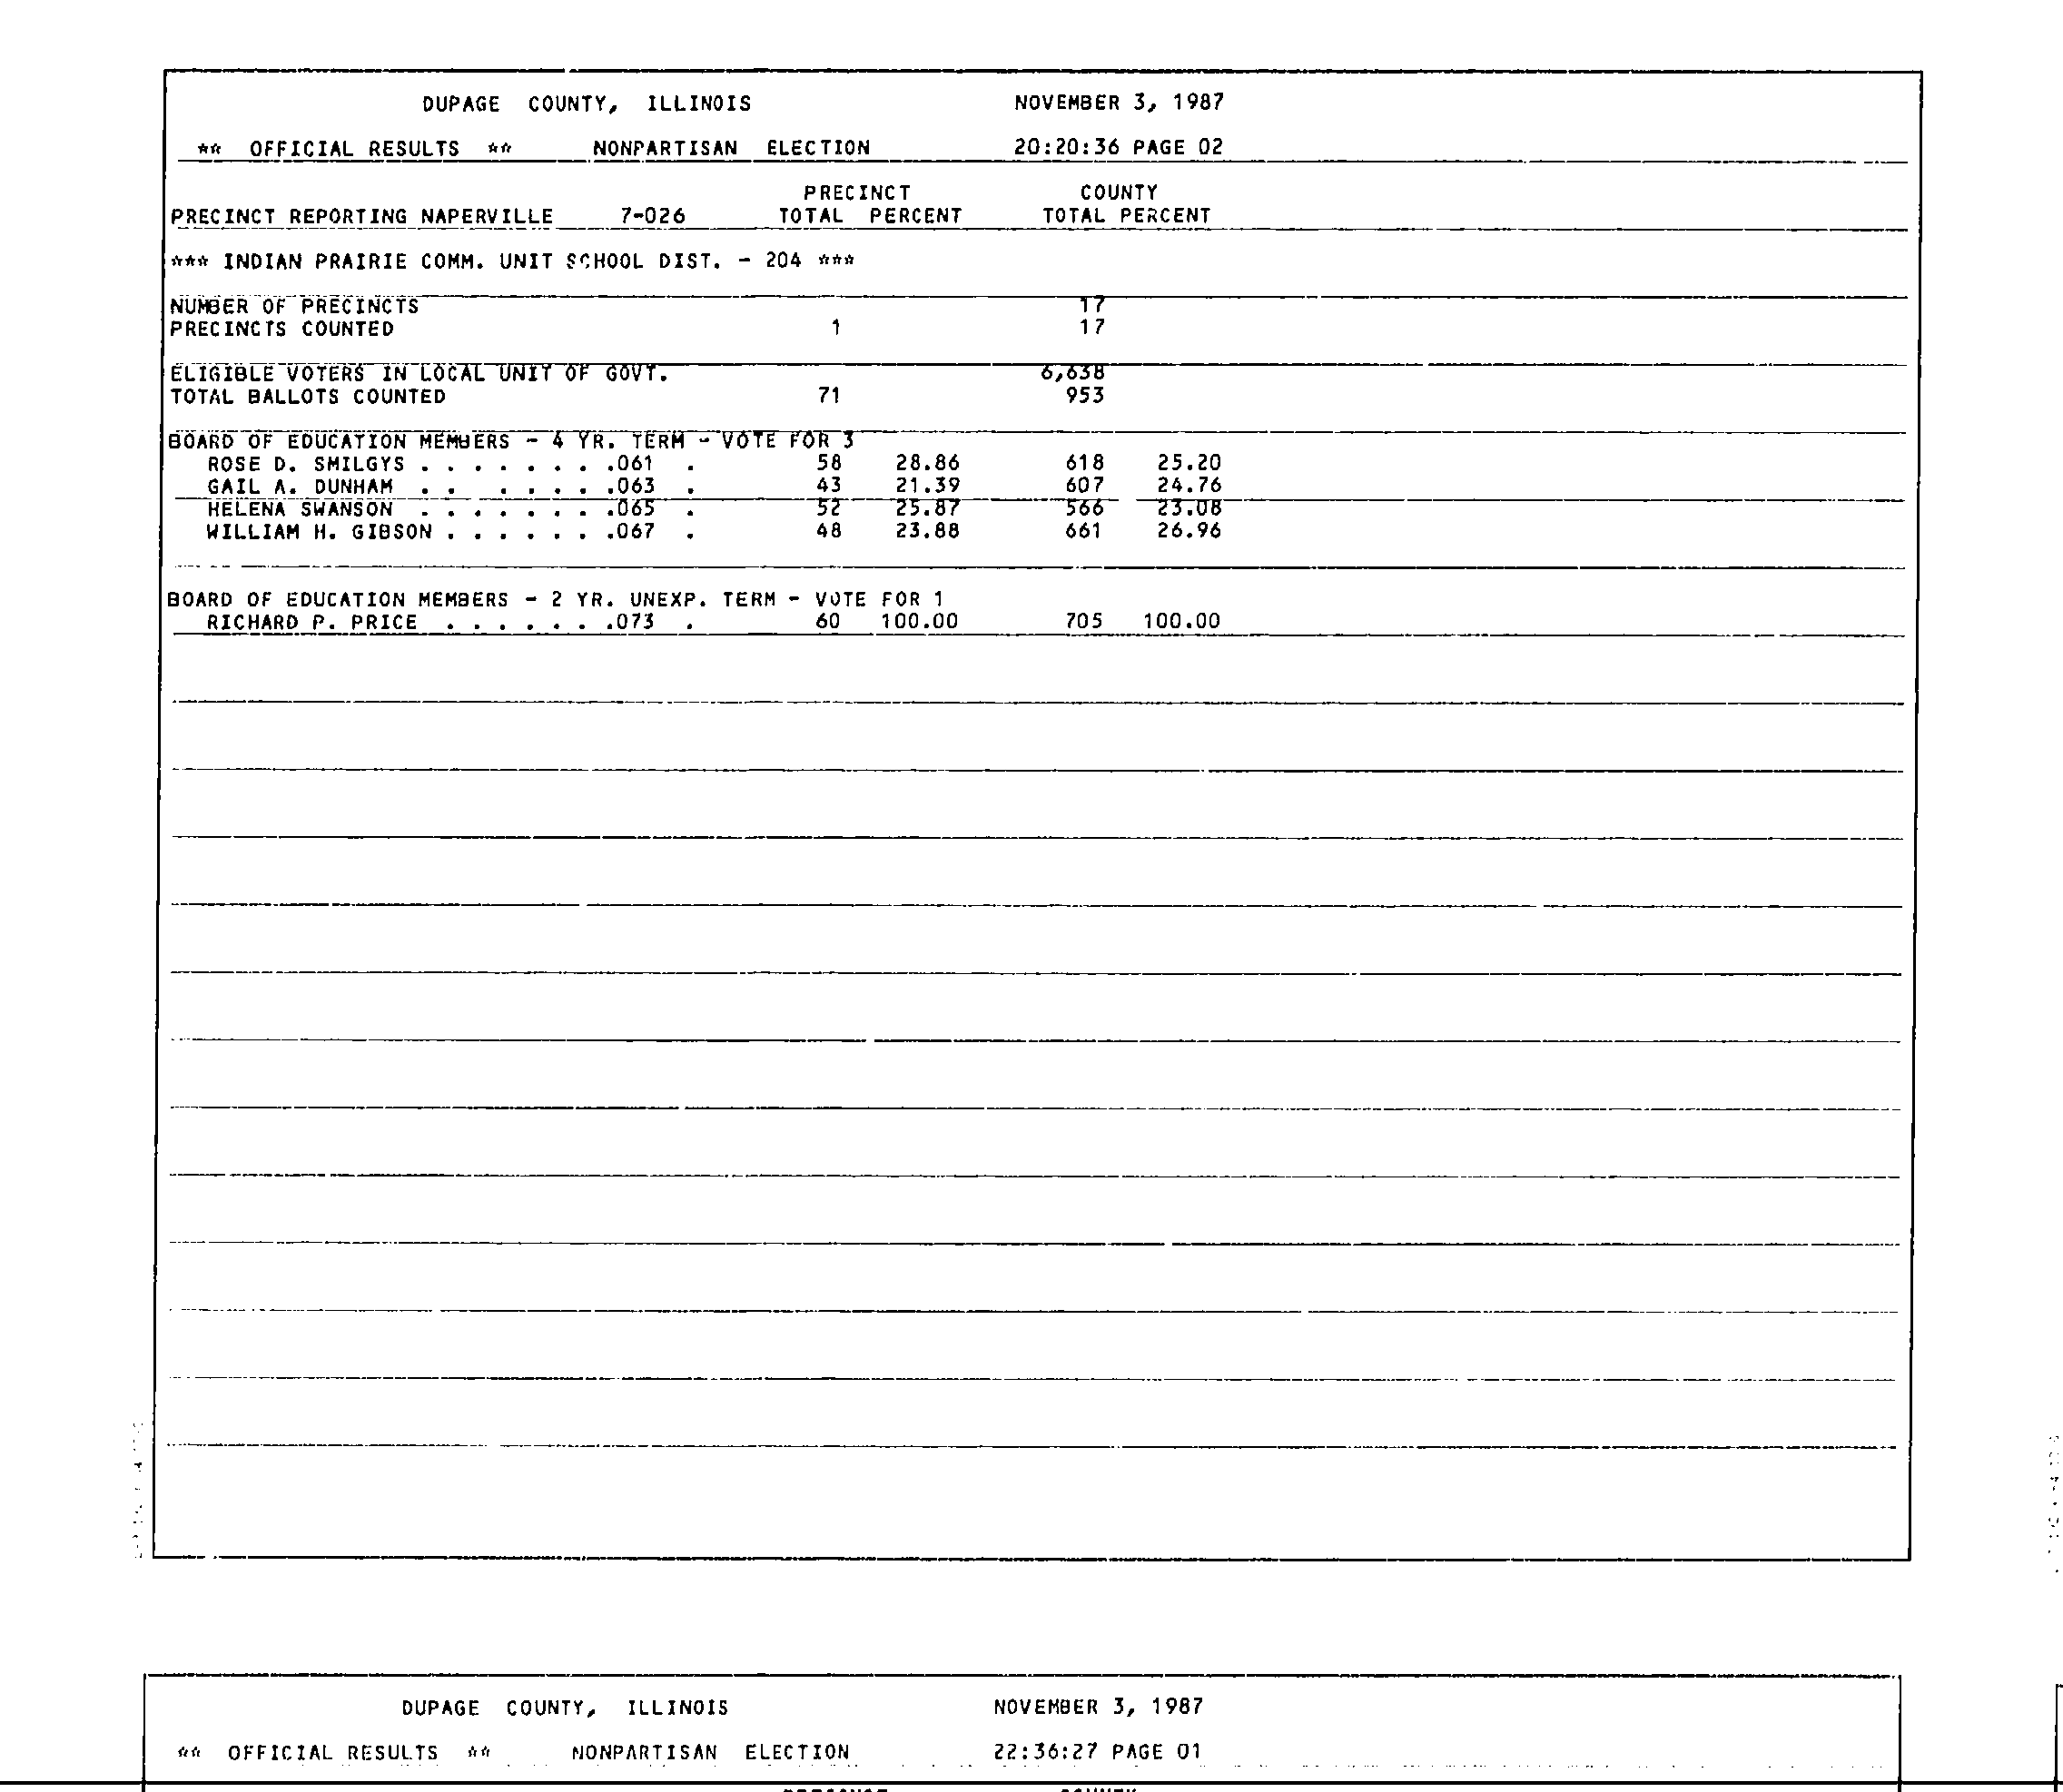 DUPAGE COUNTY, ILLINOIS NOVEMBER 3, 1987
** OFFICIAL RESULTS ** NONPARTISAN ELECTION 20:20:36 PAGE 02
PRECINCT COUNTY
PRECINCT REPORTING NAPERVILLE 7-026 TOTAL PERCENT TOTAL PERCENT
*** INDIAN PRAIRIE COMM. UNIT SCHOOL DIST. - 204 ***
NUMBER OF PRECINCTS 17
PRECINCTS COUNTED 1 17
ELIGIBLE VOTERS IN LOCAL UNIT OF GOVT. 6,638
TOTAL BALLOTS COUNTED 71 953
BOARD OF EDUCATION MEMBERS - 4 YR. TERM - VOTE FOR 3
ROSE D. SMILGYS . . . . . . . .061 . 58 28.86 618 25.20
GAIL A. DUNHAM . . . . . . . .063 . 43 21.39 607 24.76
HELENA SWANSON . . . . . . . .065 . 52 25.87 566 23.08
WILLIAM H. GIBSON . . . . . . .067 . 48 23.88 661 26.96
BOARD OF EDUCATION MEMBERS - 2 YR. UNEXP. TERM - VOTE FOR 1
RICHARD P. PRICE . . . . . . .073 . 60 100.00 705 100.00
DUPAGE COUNTY, ILLINOIS NOVEMBER 3, 1987
** OFFICIAL RESULTS ** NONPARTISAN ELECTION 22:36:27 PAGE 01